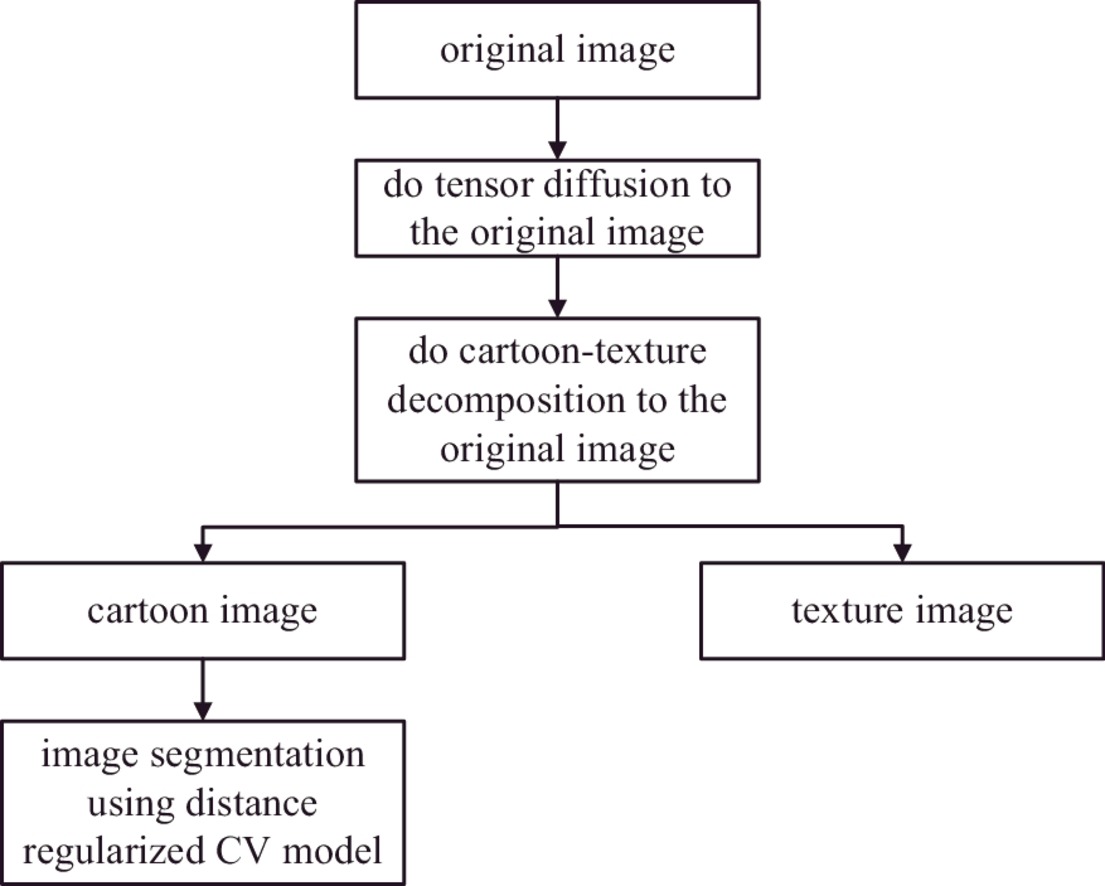 original image
do tensor diffusion to
the original image
do cartoon-texture
decomposition to the
original image
cartoon image
texture image
image segmentation
using distance
regularized CV model